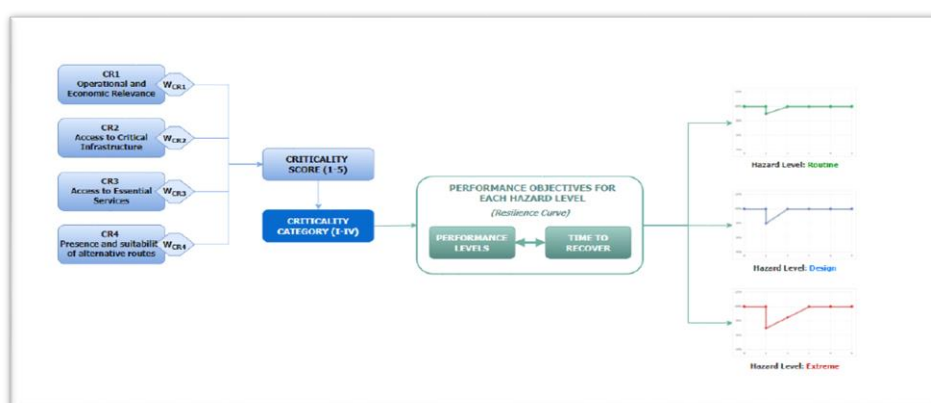 CR1
Operational and
Economic Relevance
WCR1
CR2
Access to Critical
Infrastructure
WCR2
CR3
Access to Essential
Services
WCR3
CR4
Presence and suitabilit
of alternative routes
WCR4
CRITICALITY
SCORE (1-5)
CRITICALITY
CATEGORY (I-IV)
PERFORMANCE OBJECTIVES FOR
EACH HAZARD LEVEL
(Resilience Curve)
PERFORMANCE
LEVELS
TIME TO
RECOVER
Hazard Level: Routine
Hazard Level: Design
Hazard Level: Extreme